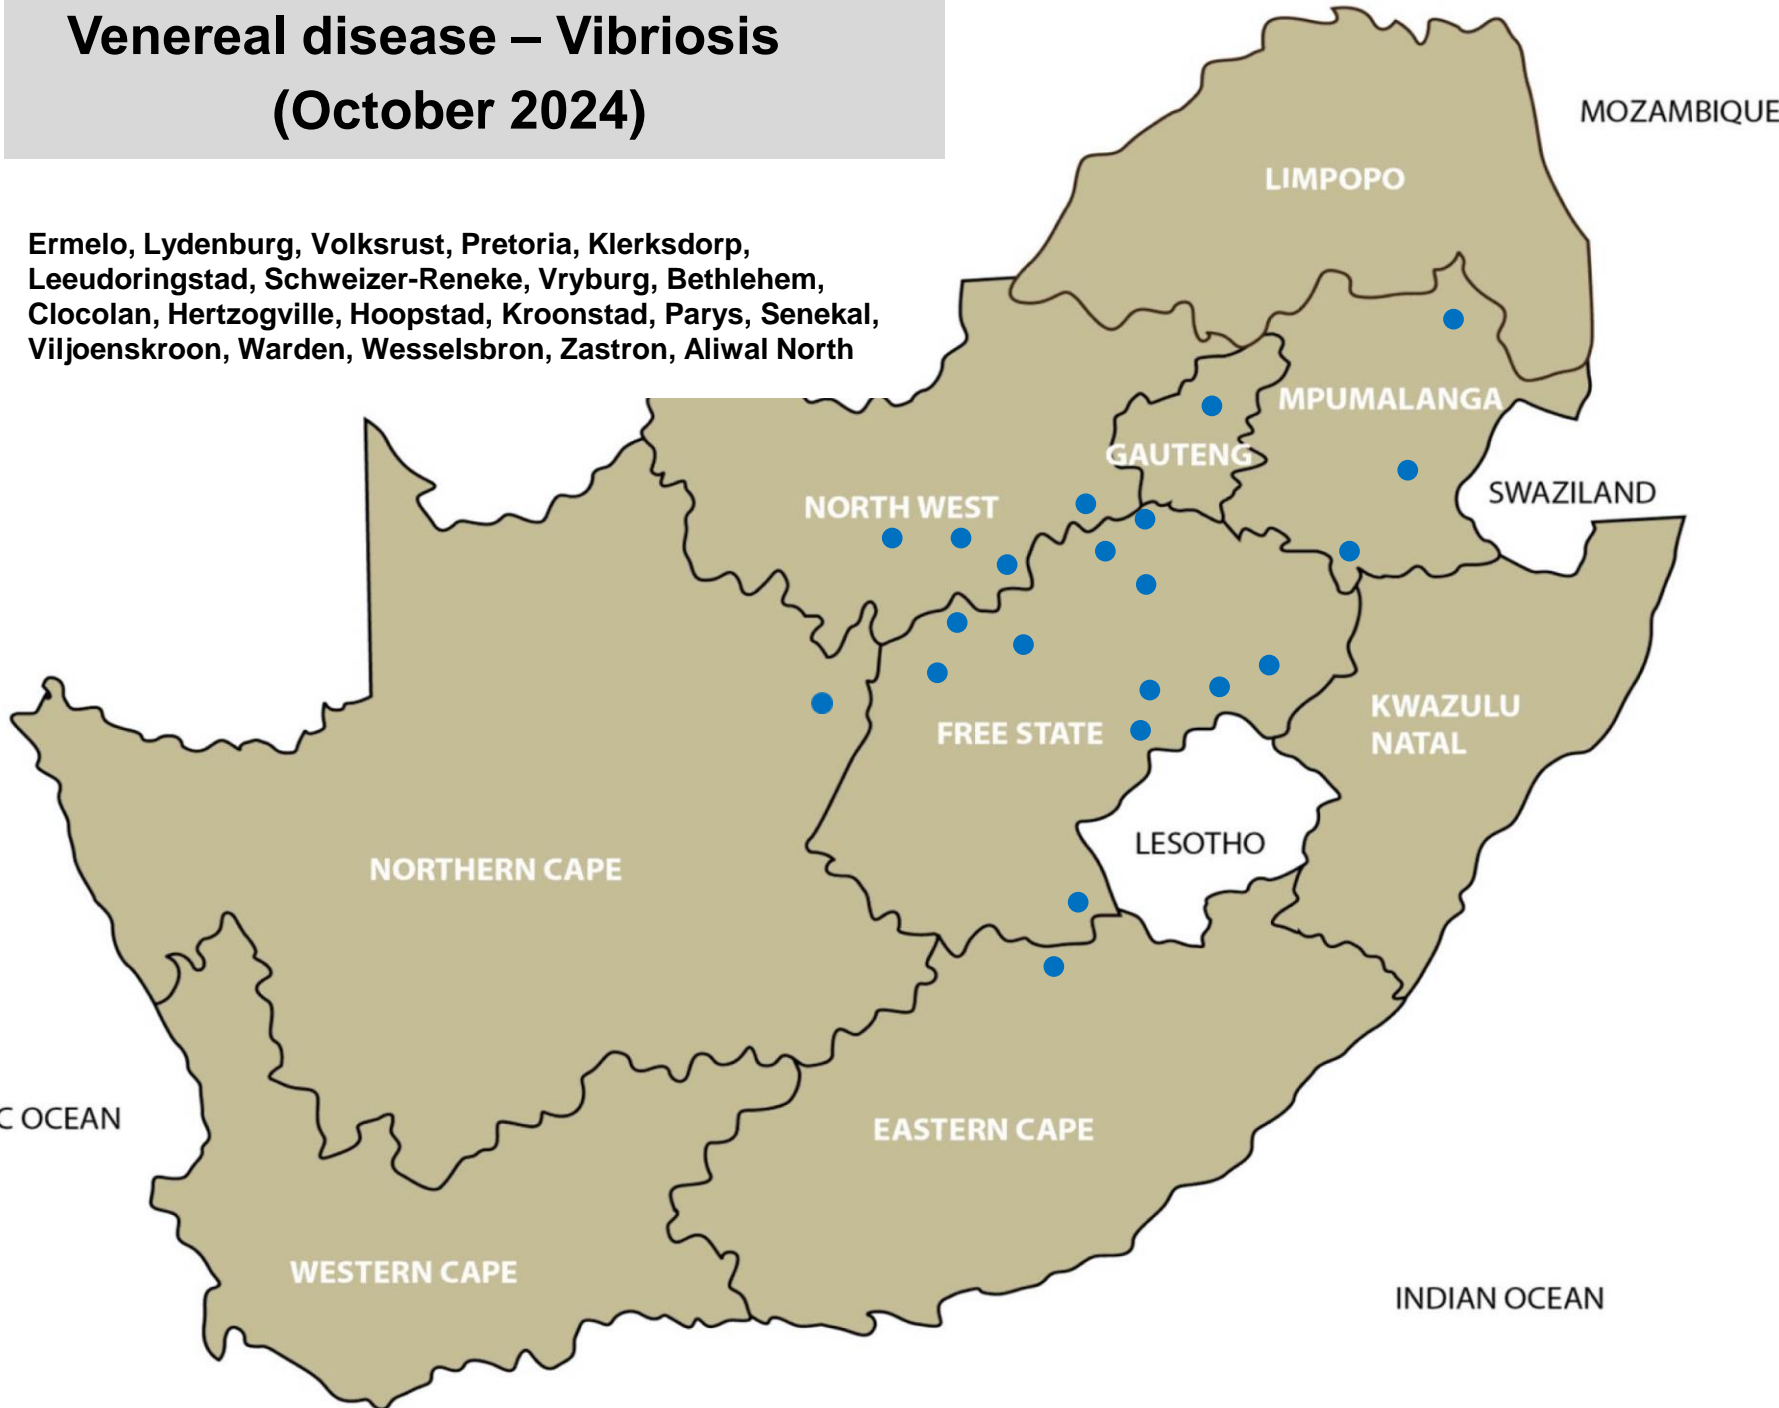 Venereal disease – Vibriosis
(October 2024)
Ermelo, Lydenburg, Volksrust, Pretoria, Klerksdorp,
Leeudoringstad, Schweizer-Reneke, Vryburg, Bethlehem,
Clocolan, Hertzogville, Hoopstad, Kroonstad, Parys, Senekal,
Viljoenskroon, Warden, Wesselsbron, Zastron, Aliwal North
MOZAMBIQUE
LIMPOPO
MPUMALANGA
GAUTENG
SWAZILAND
NORTH WEST
KWAZULU
NATAL
FREE STATE
LESOTHO
NORTHERN CAPE
C OCEAN
EASTERN CAPE
WESTERN CAPE
INDIAN OCEAN